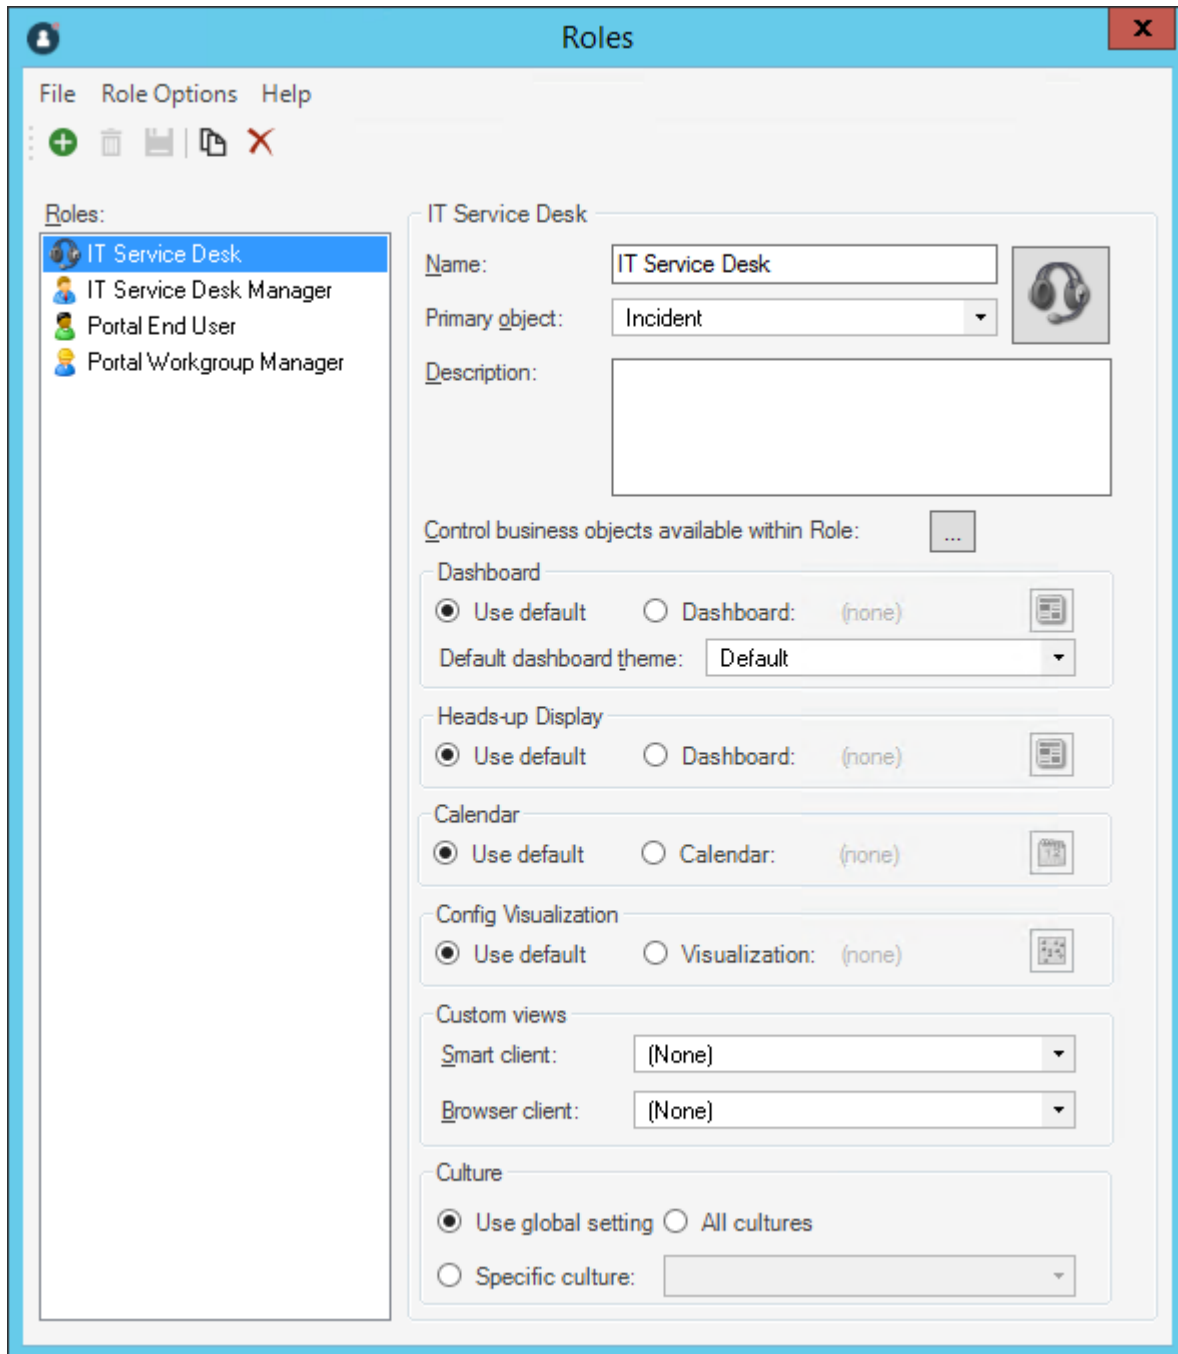 Roles
x
File Role Options Help
Roles:
IT Service Desk
IT Service Desk Manager
Portal End User
Portal Workgroup Manager
IT Service Desk
Name: IT Service Desk
Primary object: Incident
Description:
Control business objects available within Role: ...
Dashboard
Use default Dashboard: (none)
Default dashboard theme: Default
Heads-up Display
Use default Dashboard: (none)
Calendar
Use default Calendar: (none)
12
Config Visualization
Use default Visualization: (none)
Custom views
Smart client: (None)
Browser client: (None)
Culture
Use global setting All cultures
Specific culture: